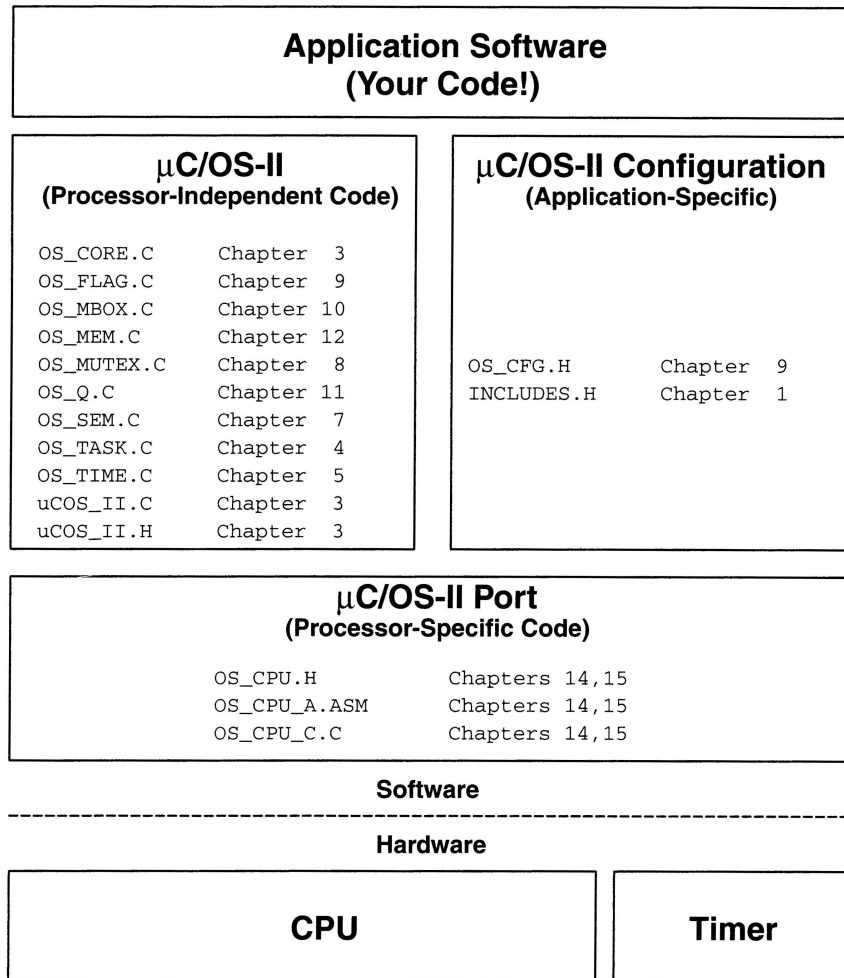 Application Software
(Your Code!)
µC/OS-II
(Processor-Independent Code)
OS_CORE.C Chapter 3
OS_FLAG.C Chapter 9
OS_MBOX.C Chapter 10
OS_MEM.C Chapter 12
OS_MUTEX.C Chapter 8
OS_Q.C Chapter 11
OS_SEM.C Chapter 7
OS_TASK.C Chapter 4
OS_TIME.C Chapter 5
uCOS_II.C Chapter 3
uCOS_II.H Chapter 3
µC/OS-II Configuration
(Application-Specific)
OS_CFG.H Chapter 9
INCLUDES.H Chapter 1
µC/OS-II Port
(Processor-Specific Code)
OS_CPU.H Chapters 14,15
OS_CPU_A.ASM Chapters 14,15
OS_CPU_C.C Chapters 14,15
Software
Hardware
CPU
Timer